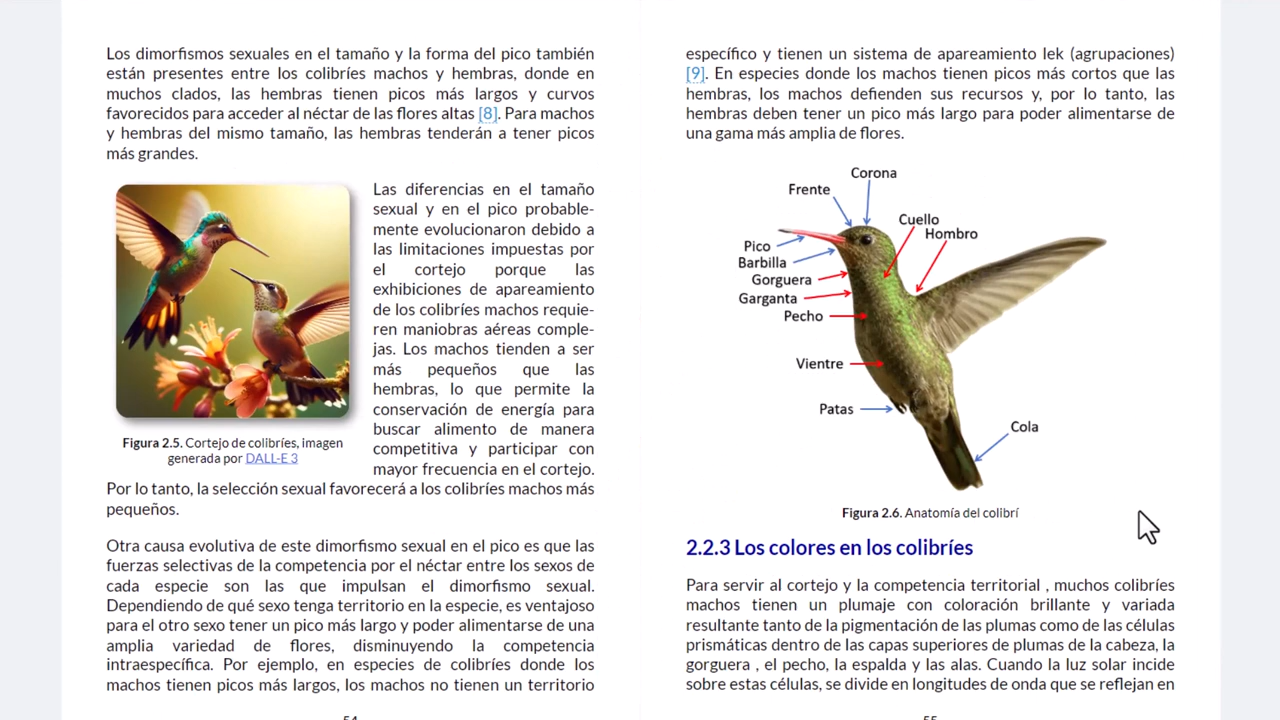 Los dimorfismos sexuales en el tamaño y la forma del pico también
están presentes entre los colibríes machos y hembras, donde en
muchos clados, las hembras tienen picos más largos y curvos
favorecidos para acceder al néctar de las flores altas [8]. Para machos
y hembras del mismo tamaño, las hembras tenderán a tener picos
más grandes.
Las diferencias en el tamaño
sexual y en el pico probable-
mente evolucionaron debido a
las limitaciones impuestas por
el cortejo porque las
exhibiciones de apareamiento
de los colibríes machos requie-
ren maniobras aéreas comple-
jas. Los machos tienden a ser
más pequeños que las
hembras, lo que permite la
conservación de energía para
buscar alimento de manera
competitiva y participar con
mayor frecuencia en el cortejo.
Figura 2.5. Cortejo de colibríes, imagen
generada por DALL-E 3
Por lo tanto, la selección sexual favorecerá a los colibríes machos más
pequeños.
Otra causa evolutiva de este dimorfismo sexual en el pico es que las
fuerzas selectivas de la competencia por el néctar entre los sexos de
cada especie son las que impulsan el dimorfismo sexual.
Dependiendo de qué sexo tenga territorio en la especie, es ventajoso
para el otro sexo tener un pico más largo y poder alimentarse de una
amplia variedad de flores, disminuyendo la competencia
intraespecífica. Por ejemplo, en especies de colibríes donde los
machos tienen picos más largos, los machos no tienen un territorio
54
específico y tienen un sistema de apareamiento lek (agrupaciones)
[9]. En especies donde los machos tienen picos más cortos que las
hembras, los machos defienden sus recursos y, por lo tanto, las
hembras deben tener un pico más largo para poder alimentarse de
una gama más amplia de flores.
Corona
Frente
Cuello
Hombro
Pico
Barbilla
Gorguera
Garganta
Pecho
Vientre
Patas
Cola
Figura 2.6. Anatomía del colibrí
2.2.3 Los colores en los colibríes
Para servir al cortejo y la competencia territorial , muchos colibríes
machos tienen un plumaje con coloración brillante y variada
resultante tanto de la pigmentación de las plumas como de las células
prismáticas dentro de las capas superiores de plumas de la cabeza, la
gorguera , el pecho, la espalda y las alas. Cuando la luz solar incide
sobre estas células, se divide en longitudes de onda que se reflejan en
55